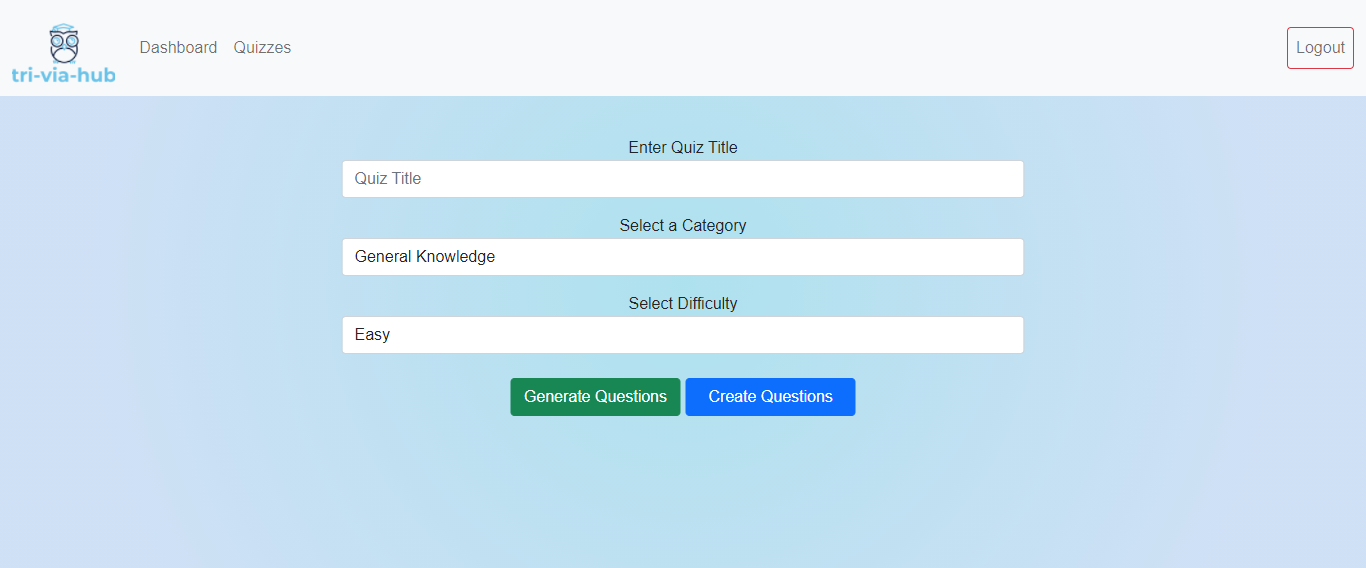 tri-via-hub
Dashboard Quizzes Logout
Enter Quiz Title
Quiz Title
Select a Category
General Knowledge
Select Difficulty
Easy
Generate Questions Create Questions